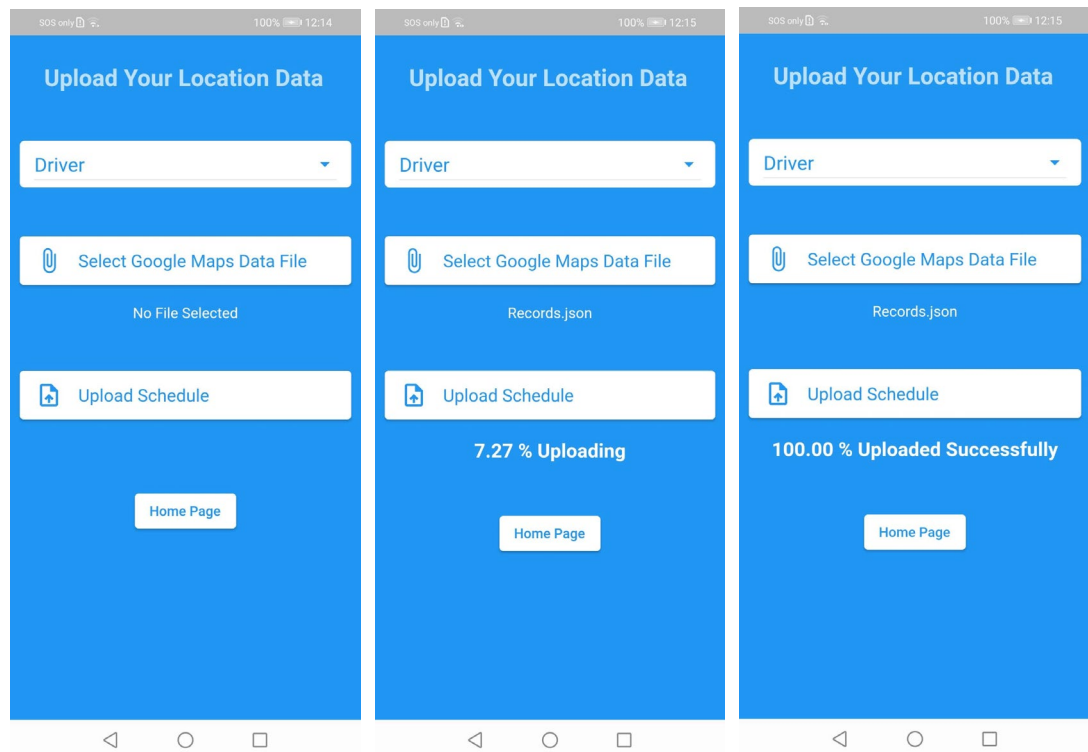 SOS only 100% 12:14
Upload Your Location Data
Driver
Select Google Maps Data File
No File Selected
Upload Schedule
Home Page
SOS only 100% 12:15
Upload Your Location Data
Driver
Select Google Maps Data File
Records.json
Upload Schedule
7.27 % Uploading
Home Page
SOS only 100% 12:15
Upload Your Location Data
Driver
Select Google Maps Data File
Records.json
Upload Schedule
100.00 % Uploaded Successfully
Home Page